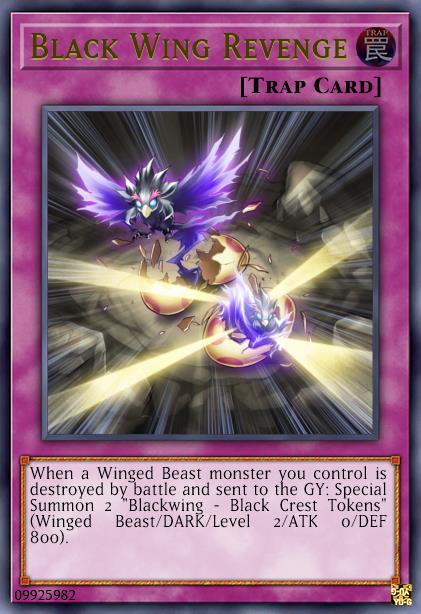 Black Wing Revenge
TRAP
罠
[Trap Card]
When a Winged Beast monster you control is
destroyed by battle and sent to the GY: Special
Summon 2 "Blackwing - Black Crest Tokens"
(Winged Beast/DARK/Level 2/ATK 0/DEF
800).
09925982